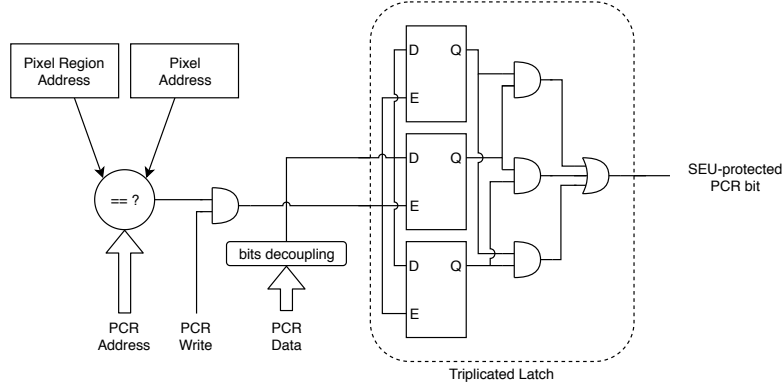 Pixel Region
Address
Pixel
Address
== ?
PCR
Address
PCR
Write
bits decoupling
PCR
Data
D
Q
E
D
Q
E
D
Q
E
SEU-protected
PCR bit
Triplicated Latch